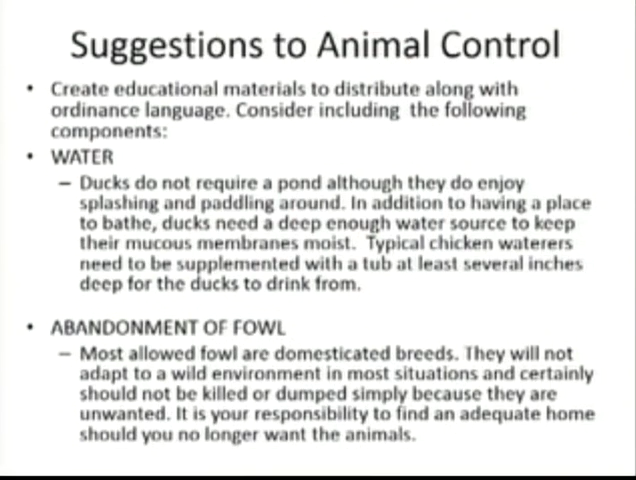 Suggestions to Animal Control
• Create educational materials to distribute along with
ordinance language. Consider including the following
components:
• WATER
– Ducks do not require a pond although they do enjoy
splashing and paddling around. In addition to having a place
to bathe, ducks need a deep enough water source to keep
their mucous membranes moist. Typical chicken waterers
need to be supplemented with a tub at least several inches
deep for the ducks to drink from.
• ABANDONMENT OF FOWL
– Most allowed fowl are domesticated breeds. They will not
adapt to a wild environment in most situations and certainly
should not be killed or dumped simply because they are
unwanted. It is your responsibility to find an adequate home
should you no longer want the animals.